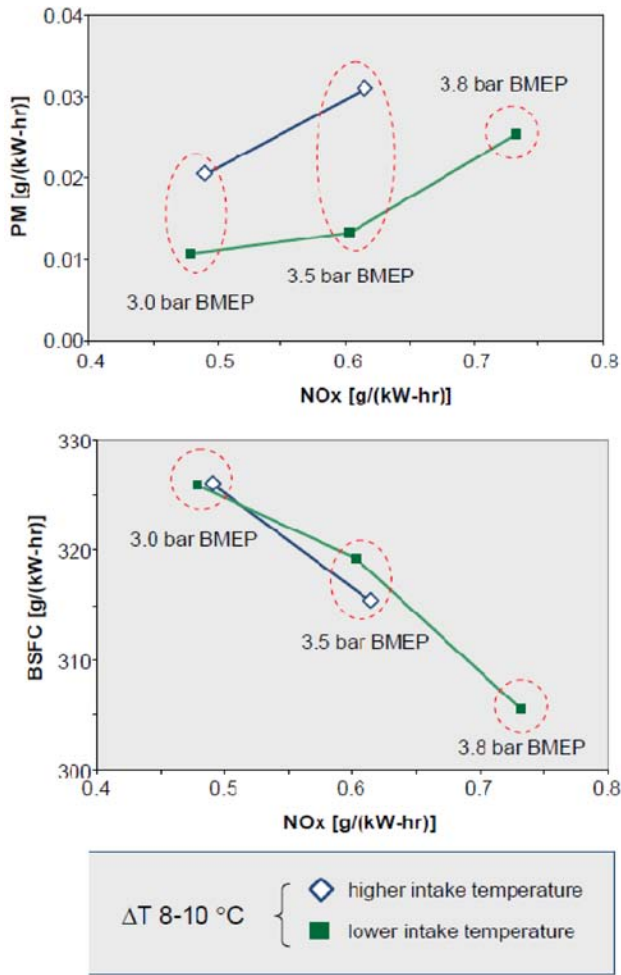 0.04
0.03
0.02
0.01
0.00
PM [g/(kW-hr)]
3.8 bar BMEP
3.5 bar BMEP
3.0 bar BMEP
0.4 0.5 0.6 0.7 0.8
NOx [g/(kW-hr)]
330
320
310
300
BSFC [g/(kW-hr)]
3.0 bar BMEP
3.5 bar BMEP
3.8 bar BMEP
0.4 0.5 0.6 0.7 0.8
NOx [g/(kW-hr)]
ΔT 8-10 °C
higher intake temperature
lower intake temperature